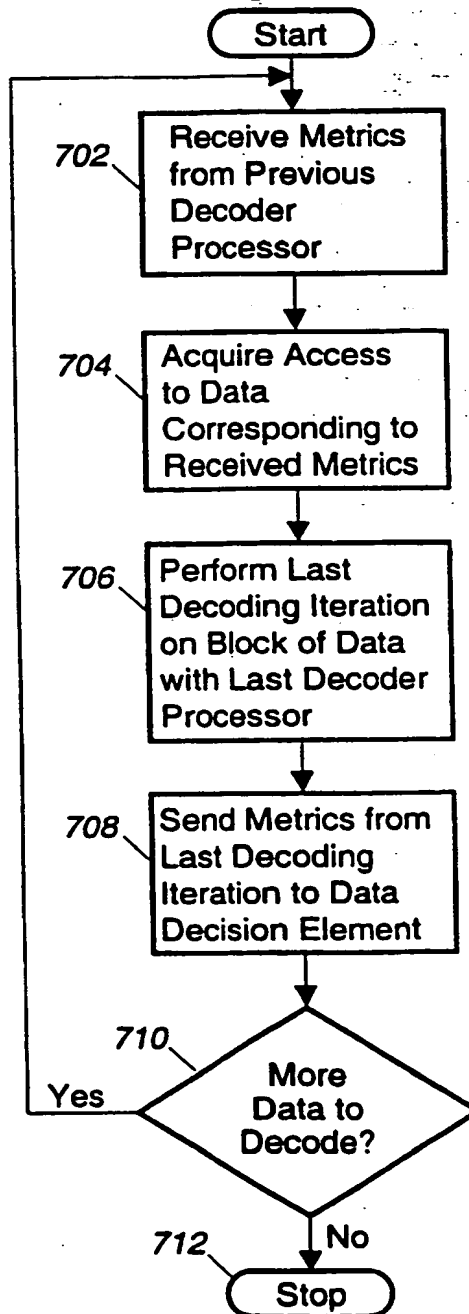 Start
702
Receive Metrics
from Previous
Decoder
Processor
704
Acquire Access
to Data
Corresponding to
Received Metrics
706
Perform Last
Decoding Iteration
on Block of Data
with Last Decoder
Processor
708
Send Metrics from
Last Decoding
Iteration to Data
Decision Element
710
More
Data to
Decode?
Yes
No
712
Stop